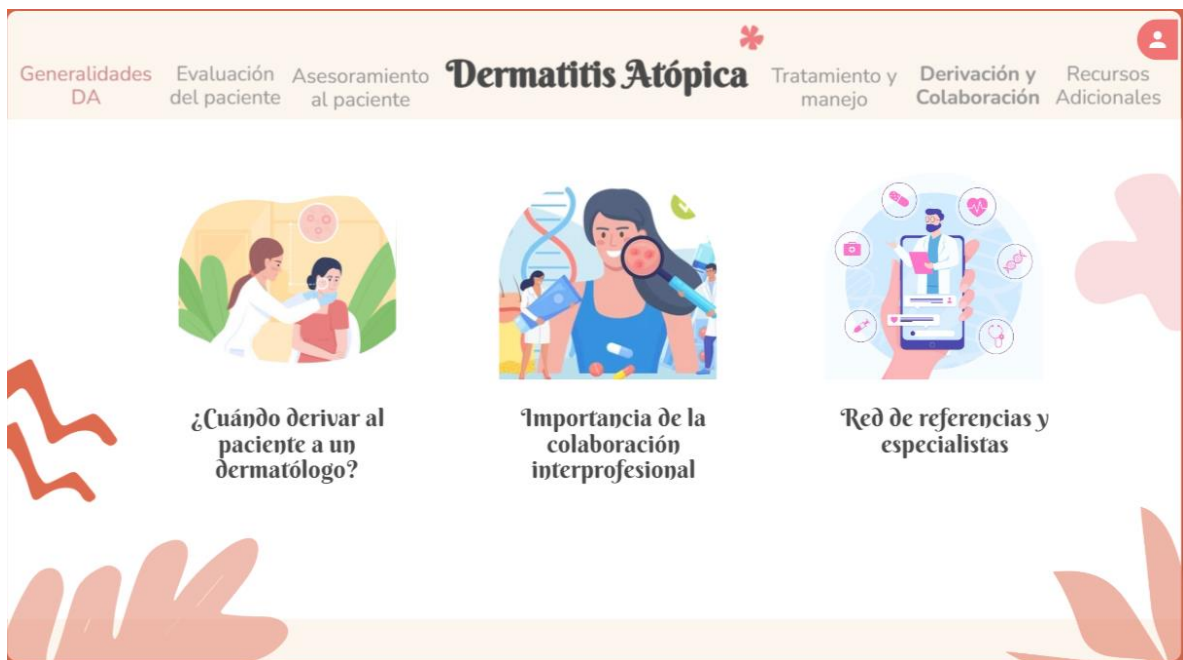 Generalidades
DA
Evaluación
del paciente
Asesoramiento
al paciente
Dermatitis Atópica
Tratamiento y
manejo
Derivación y
Colaboración
Recursos
Adicionales
¿Cuándo derivar al
paciente a un
dermatólogo?
Importancia de la
colaboración
interprofesional
Red de referencias y
especialistas